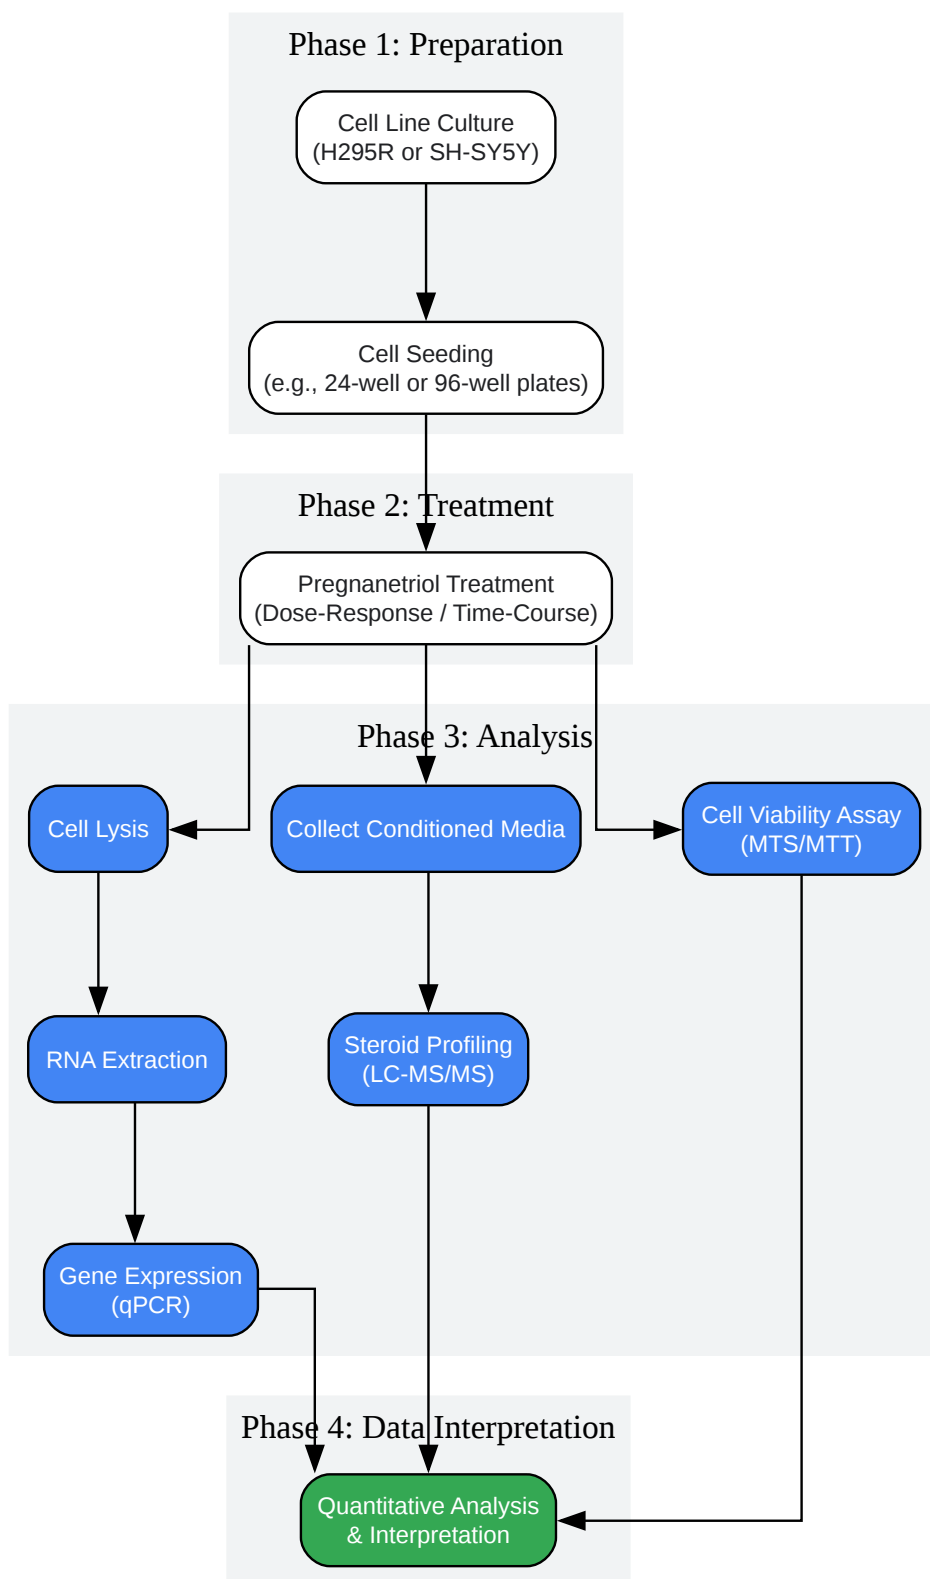 Phase 1: Preparation
Cell Line Culture
(H295R or SH-SY5Y)
Cell Seeding
(e.g., 24-well or 96-well plates)
Phase 2: Treatment
Pregnanetriol Treatment
(Dose-Response / Time-Course)
Phase 3: Analysis
Cell Lysis
Collect Conditioned Media
Cell Viability Assay
(MTS/MTT)
RNA Extraction
Steroid Profiling
(LC-MS/MS)
Gene Expression
(qPCR)
Phase 4: Data Interpretation
Quantitative Analysis
& Interpretation